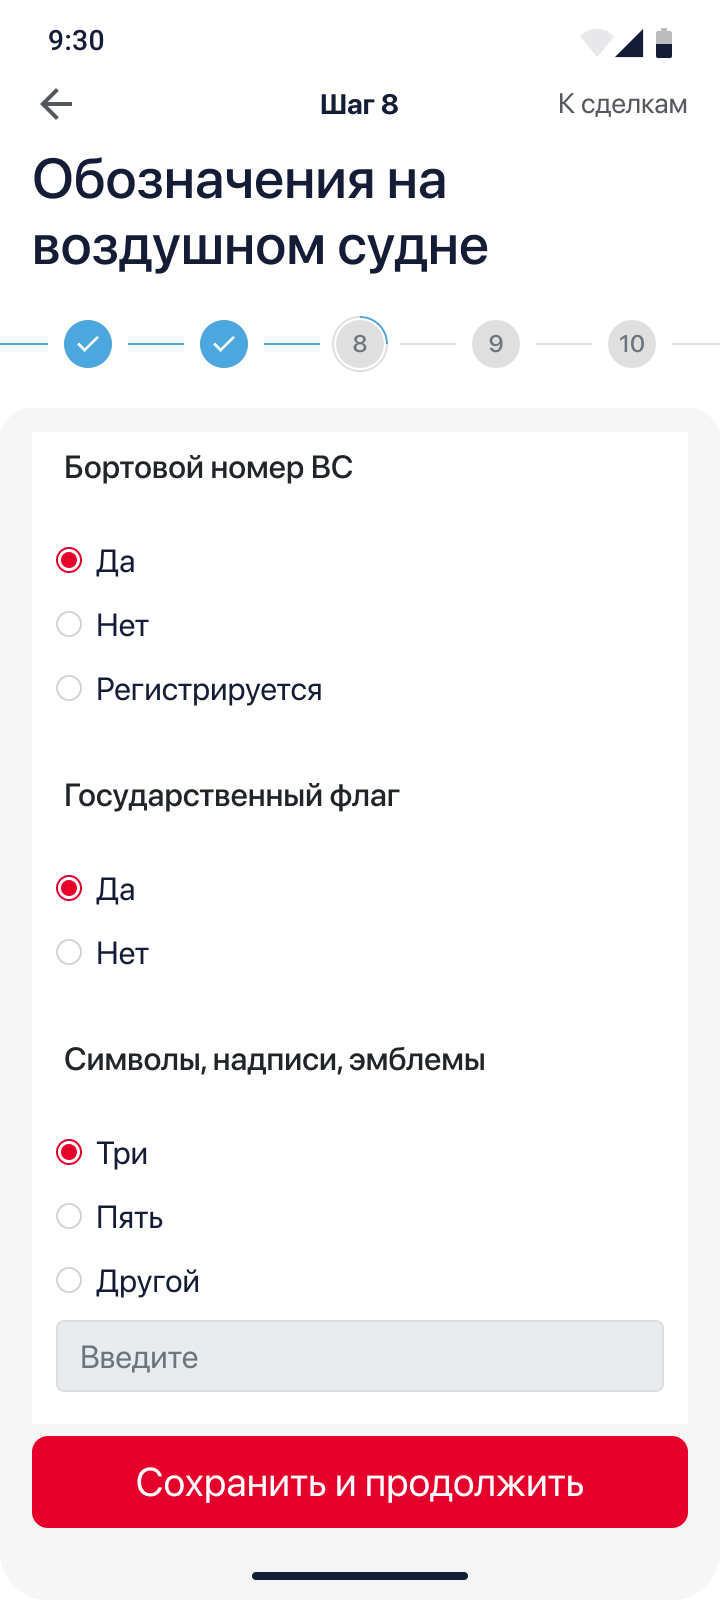 9:30
Шаг 8
К сделкам
Обозначения на
воздушном судне
8
9
10
Бортовой номер ВС
Да
Нет
Регистрируется
Государственный флаг
Да
Нет
Символы, надписи, эмблемы
Три
Пять
Другой
Введите
Сохранить и продолжить